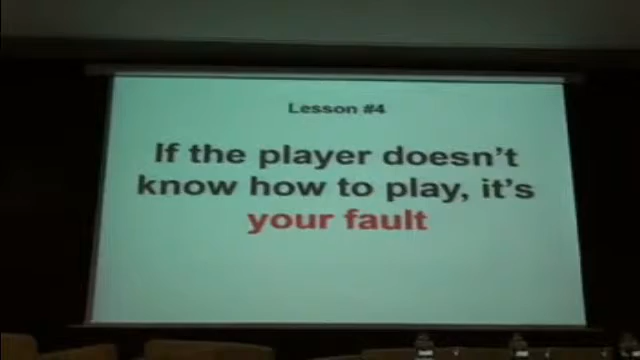 Lesson #4
If the player doesn't
know how to play, it's
your fault